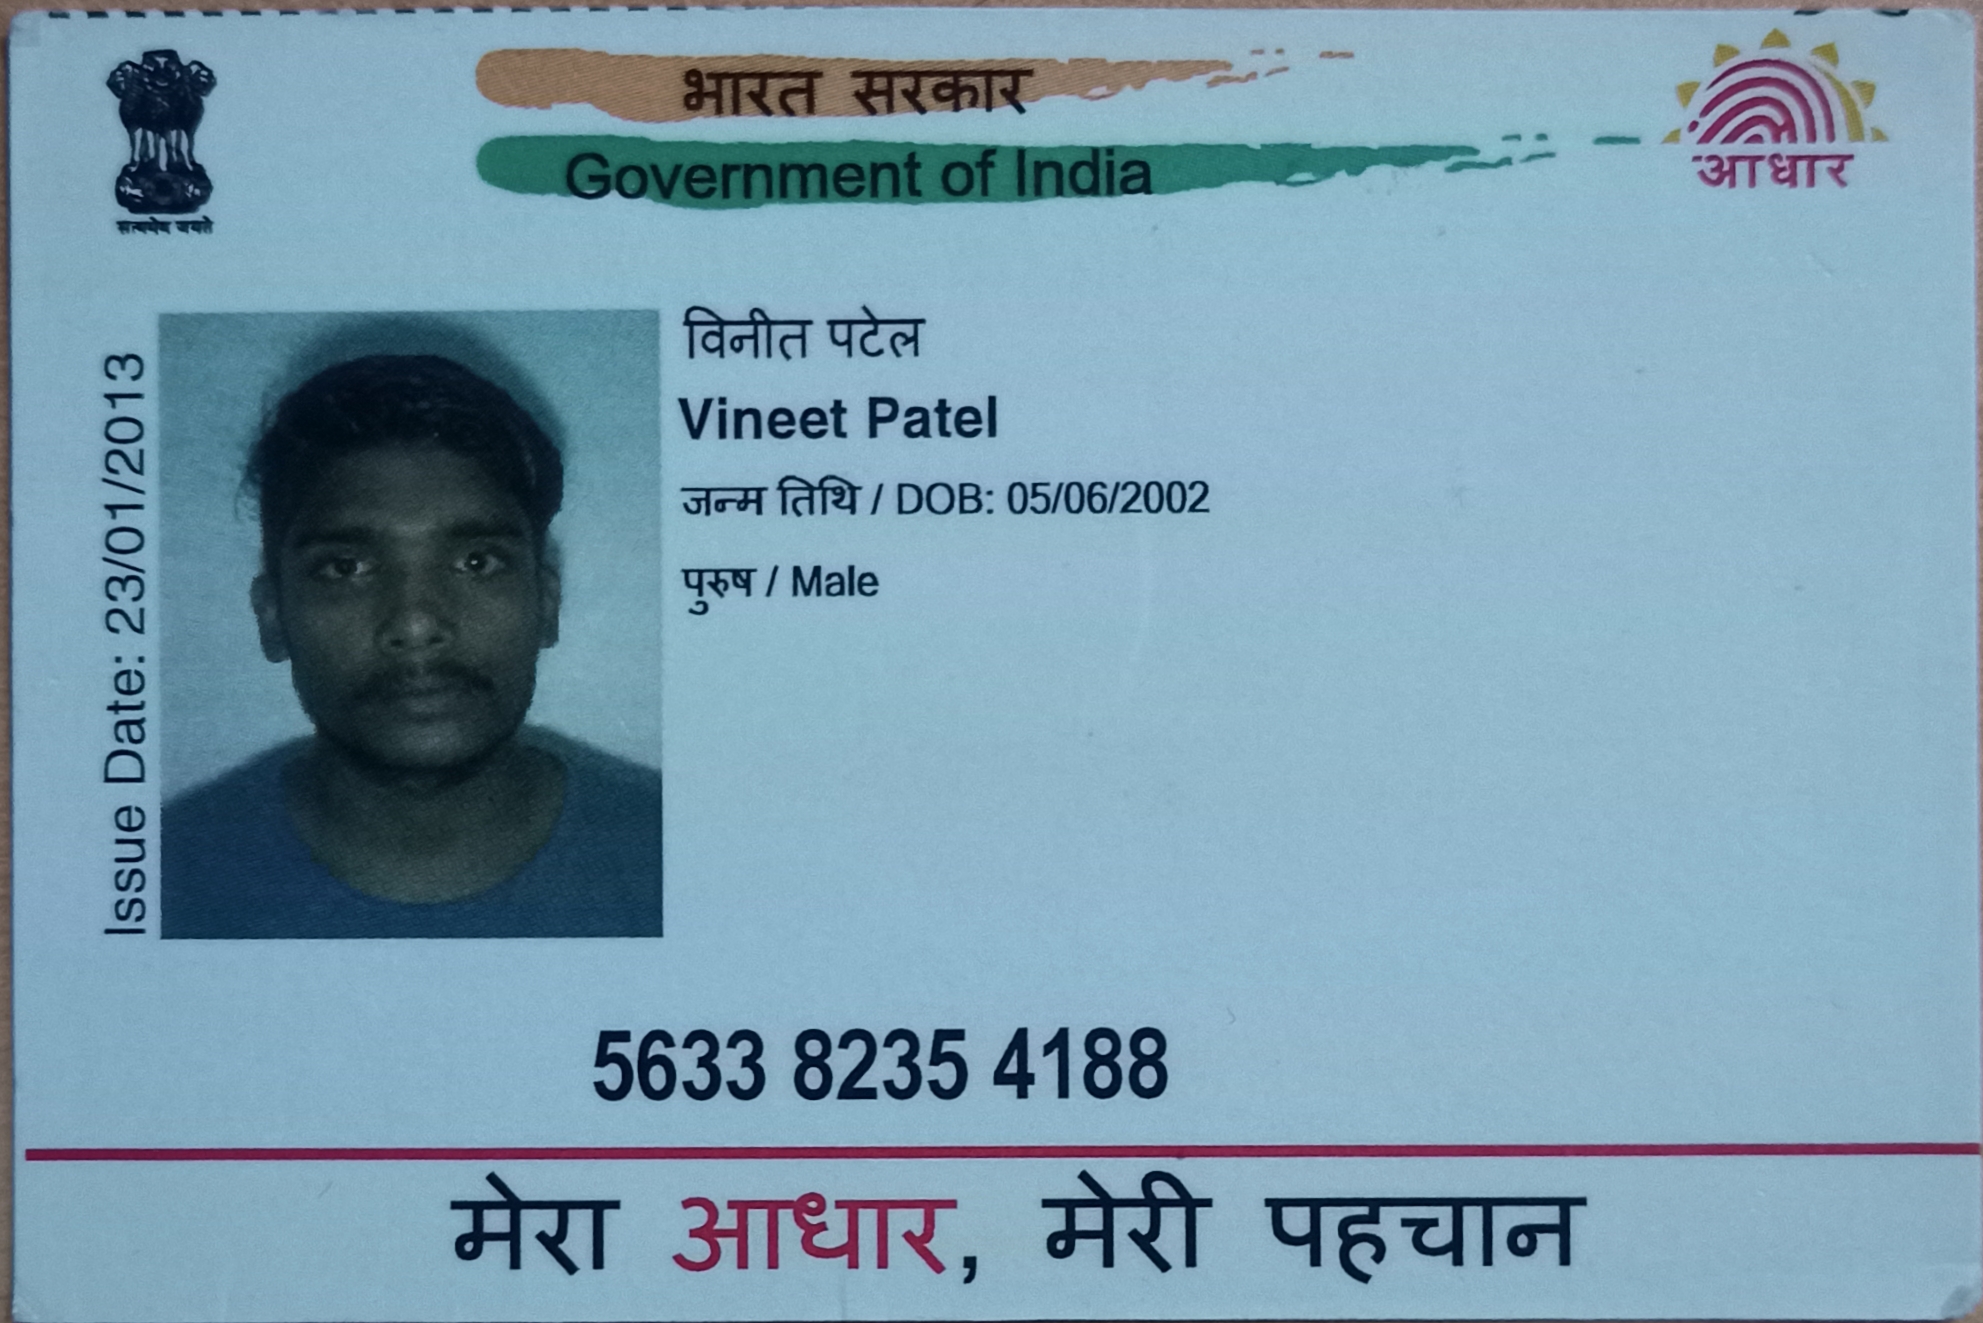 भारत सरकार
Government of India
आधार
सत्यमेव जयते
Issue Date: 23/01/2013
विनीत पटेल
Vineet Patel
जन्म तिथि / DOB: 05/06/2002
पुरुष / Male
5633 8235 4188
मेरा आधार, मेरी पहचान